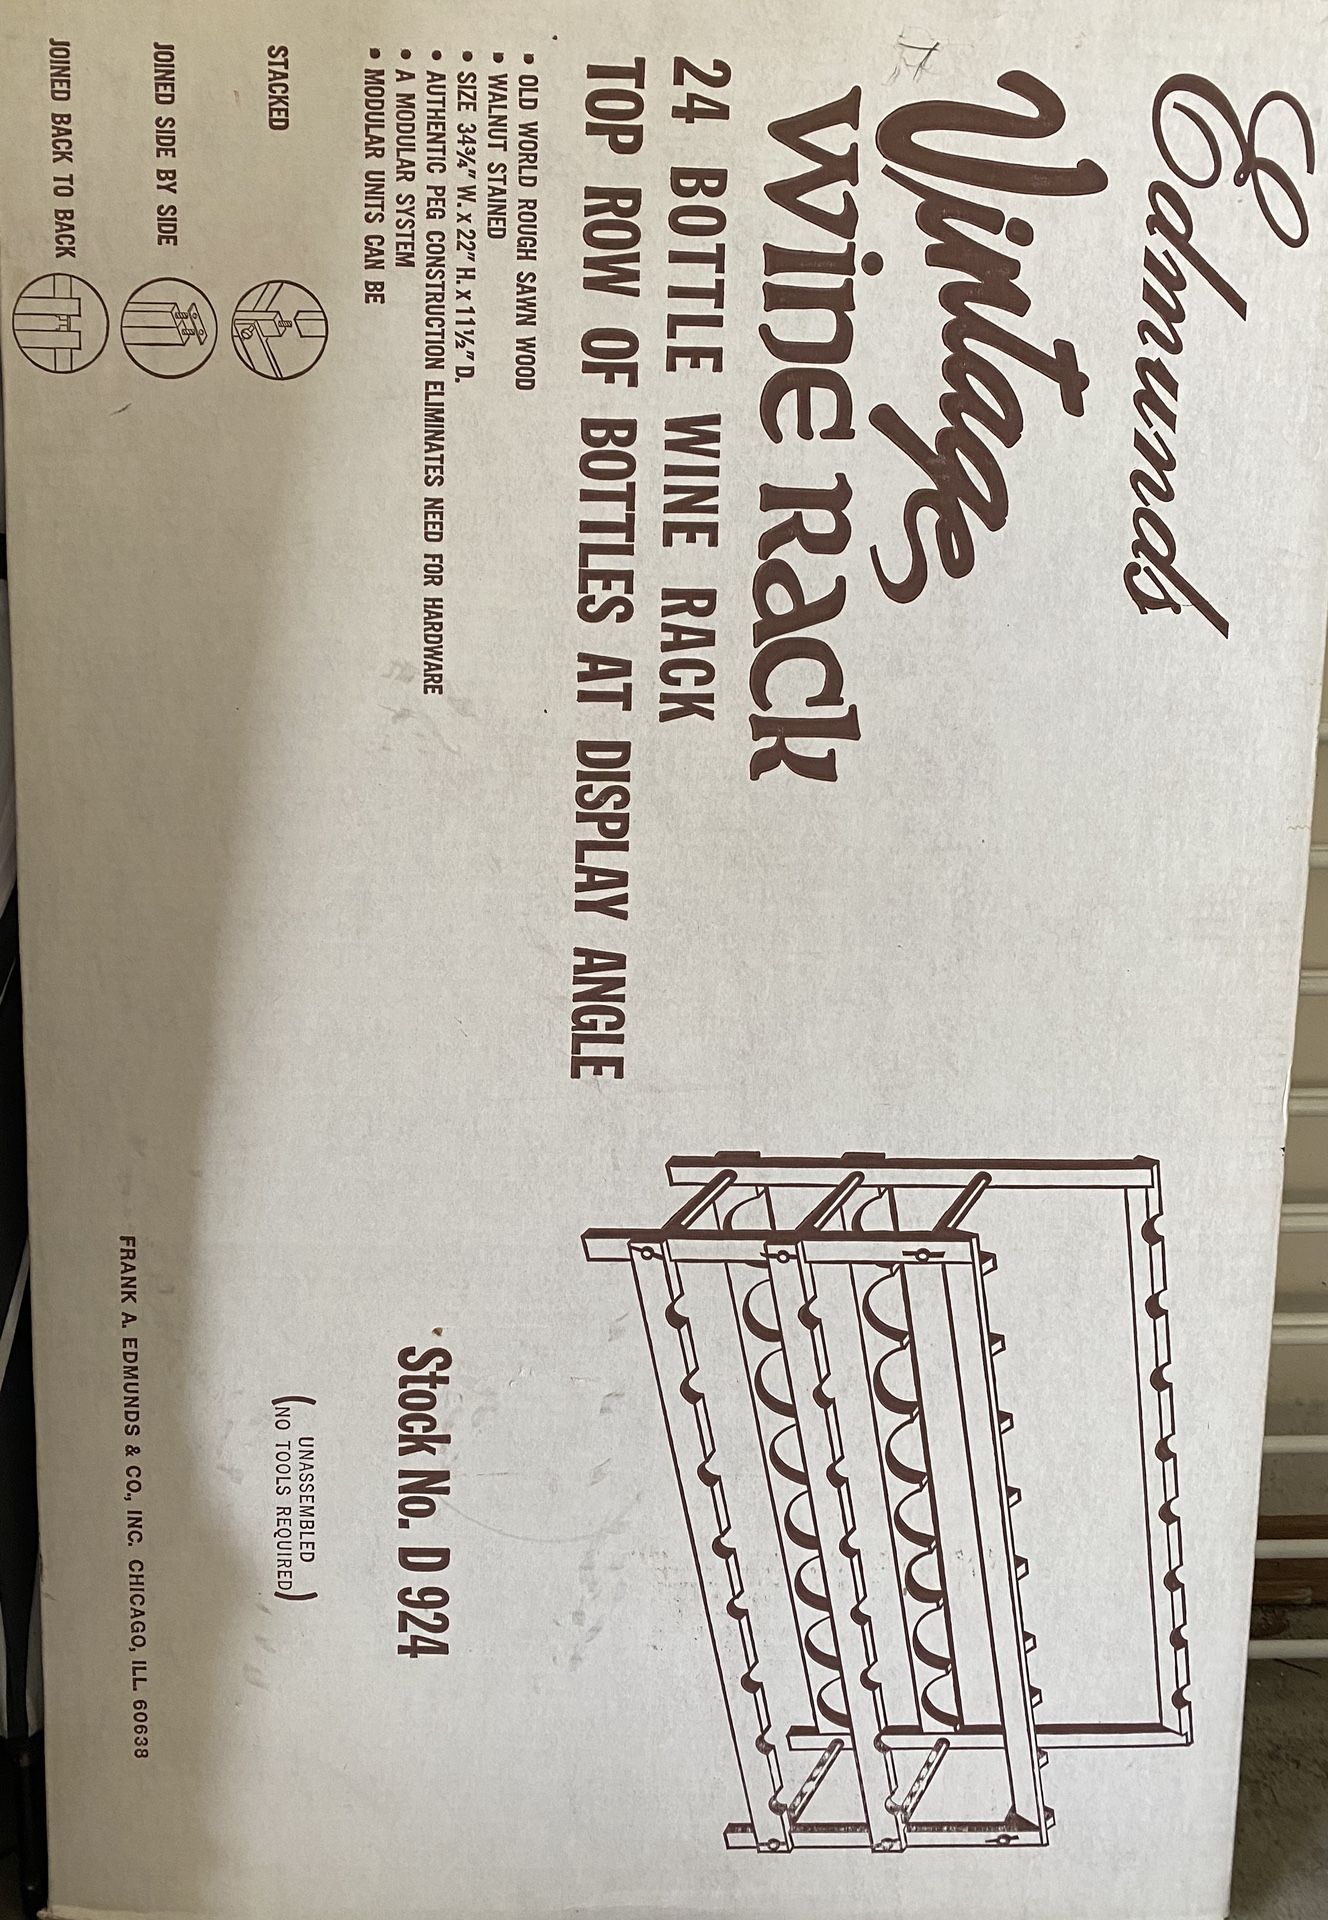 Edmunds
Vintage
WINE RACK
24 BOTTLE WINE RACK
TOP ROW OF BOTTLES AT DISPLAY ANGLE
• OLD WORLD ROUGH SAWN WOOD
• WALNUT STAINED
• SIZE 34¾" W. x 22" H. x 11½" D.
• AUTHENTIC PEG CONSTRUCTION ELIMINATES NEED FOR HARDWARE
• A MODULAR SYSTEM
• MODULAR UNITS CAN BE
STACKED
JOINED SIDE BY SIDE
JOINED BACK TO BACK
Stock No. D 924
(UNASSEMBLED
NO TOOLS REQUIRED)
FRANK A. EDMUNDS & CO., INC. CHICAGO, ILL. 60638